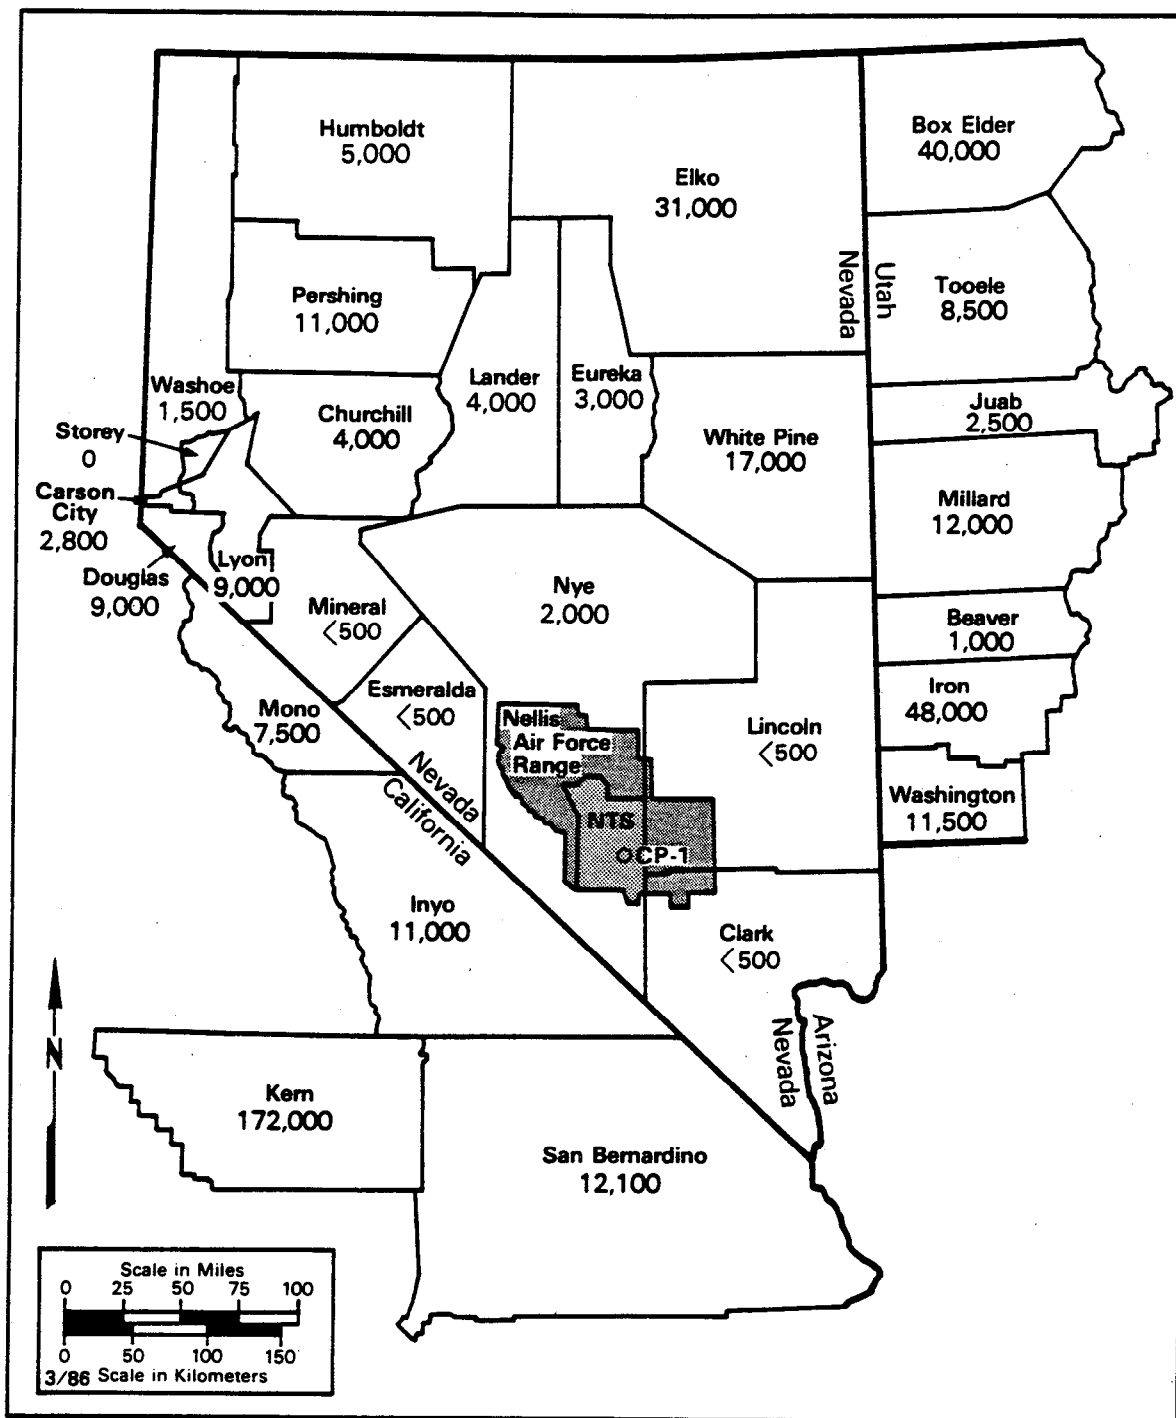 Humboldt
5,000
Elko
31,000
Box Elder
40,000
Nevada
Utah
Tooele
8,500
Pershing
11,000
Washoe
1,500
Lander
4,000
Eureka
3,000
Juab
2,500
Storey
0
Churchill
4,000
White Pine
17,000
Carson
City
2,800
Millard
12,000
Douglas
9,000
Lyon
9,000
Mineral
<500
Nye
2,000
Beaver
1,000
Esmeralda
<500
Mono
7,500
Iron
48,000
Nellis
Air Force
Range
Lincoln
<500
Nevada
California
Washington
11,500
NTS
CP-1
Inyo
11,000
Clark
<500
N
Nevada
Arizona
Kern
172,000
San Bernardino
12,100
Scale in Miles
0 25 50 75 100
0 50 100 150
3/86 Scale in Kilometers